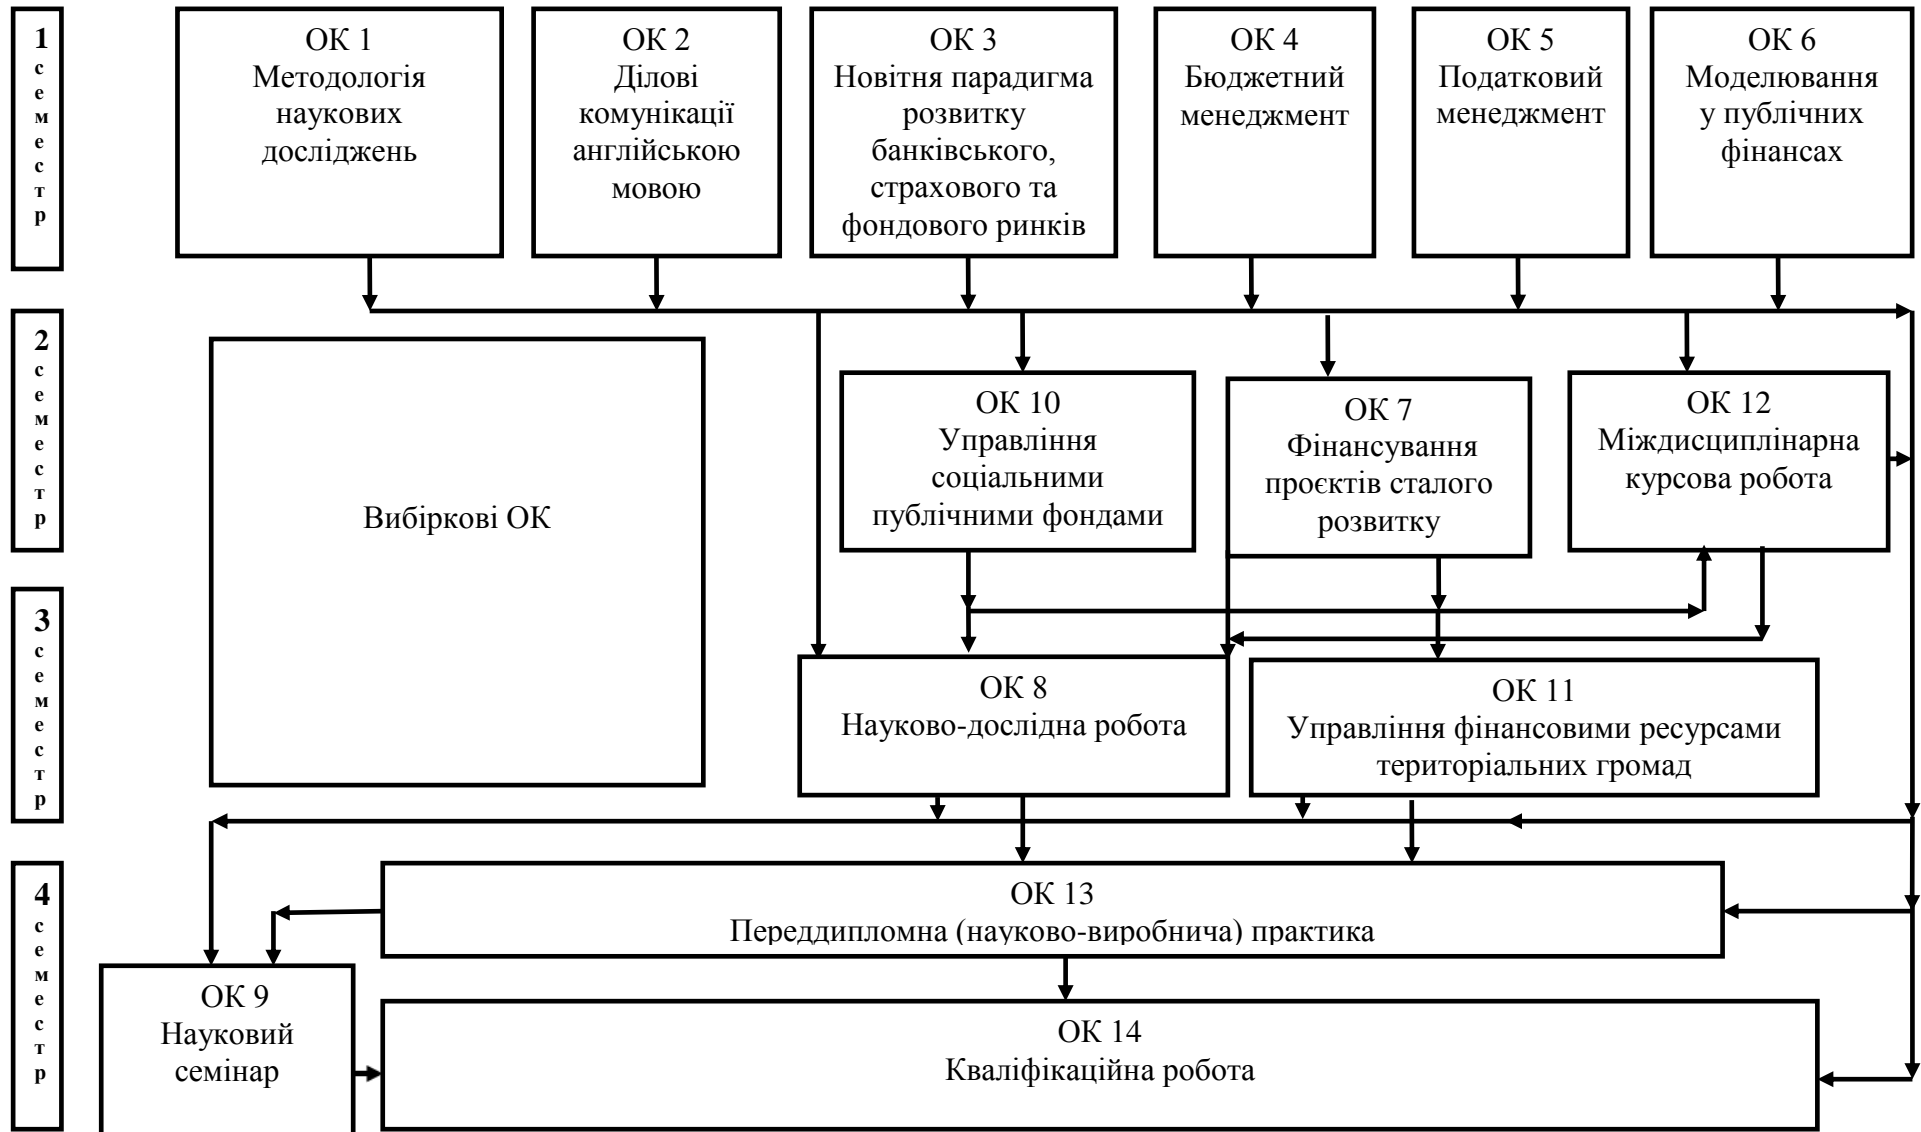 1
с
е
м
е
с
т
р
ОК 1
Методологія
наукових
досліджень
ОК 2
Ділові
комунікації
англійською
мовою
ОК 3
Новітня парадигма
розвитку
банківського,
страхового та
фондового ринків
ОК 4
Бюджетний
менеджмент
ОК 5
Податковий
менеджмент
ОК 6
Моделювання
у публічних
фінансах
2
с
е
м
е
с
т
р
Вибіркові ОК
ОК 10
Управління
соціальними
публічними фондами
ОК 7
Фінансування
проєктів сталого
розвитку
ОК 12
Міждисциплінарна
курсова робота
3
с
е
м
е
с
т
р
ОК 8
Науково-дослідна робота
ОК 11
Управління фінансовими ресурсами
територіальних громад
4
с
е
м
е
с
т
р
ОК 13
Переддипломна (науково-виробнича) практика
ОК 9
Науковий
семінар
ОК 14
Кваліфікаційна робота